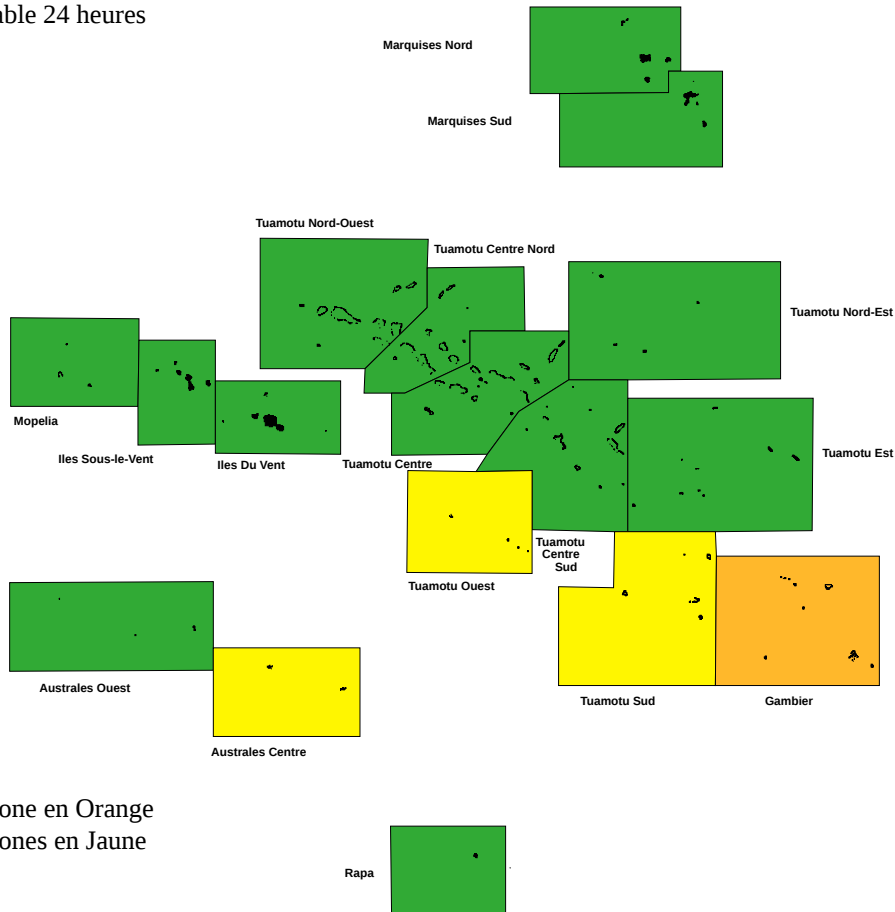 able 24 heures
Marquises Nord
Marquises Sud
Tuamotu Nord-Ouest
Tuamotu Centre Nord
Tuamotu Nord-Est
Mopelia
Iles Sous-le-Vent
Iles Du Vent
Tuamotu Centre
Tuamotu Est
Tuamotu
Centre
Sud
Tuamotu Ouest
Australes Ouest
Tuamotu Sud
Gambier
Australes Centre
one en Orange
ones en Jaune
Rapa